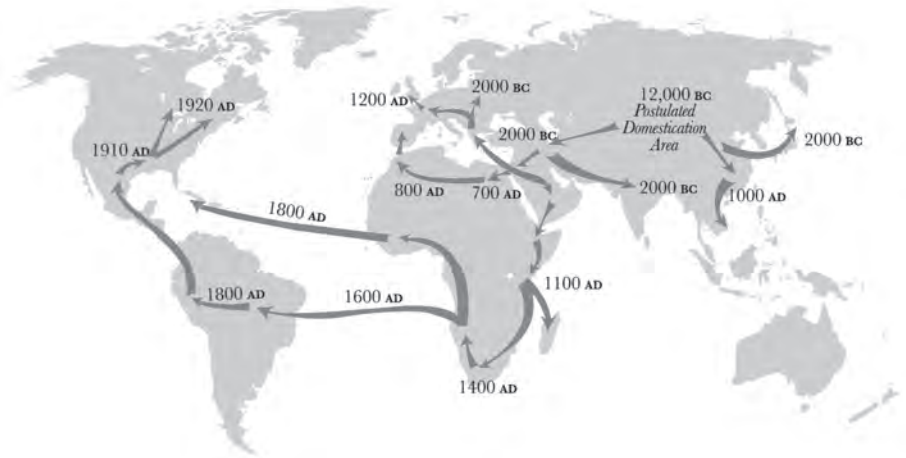 1920 AD
1910 AD
1200 AD
2000 BC
2000 BC
12,000 BC
Postulated
Domestication
Area
2000 BC
2000 BC
1000 AD
800 AD
700 AD
1800 AD
1100 AD
1800 AD
1600 AD
1400 AD